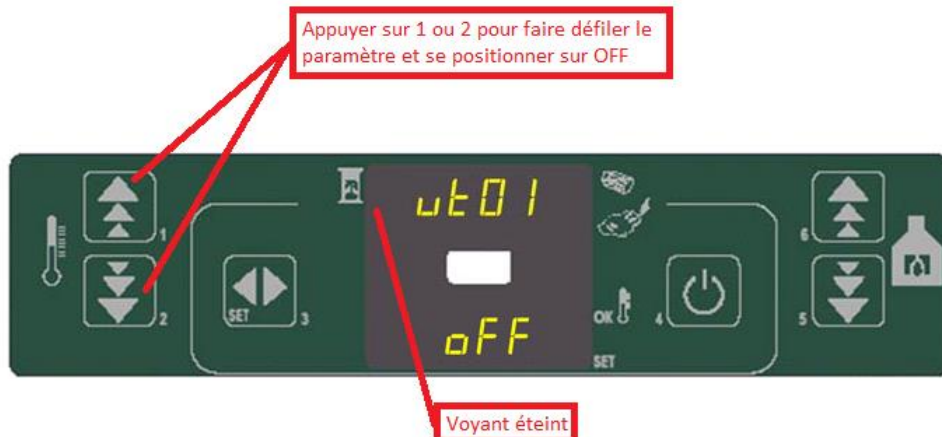 Appuyer sur 1 ou 2 pour faire défiler le
paramètre et se positionner sur OFF
ut01
1
6
2
SET
3
OK
4
5
oFF
SET
Voyant éteint